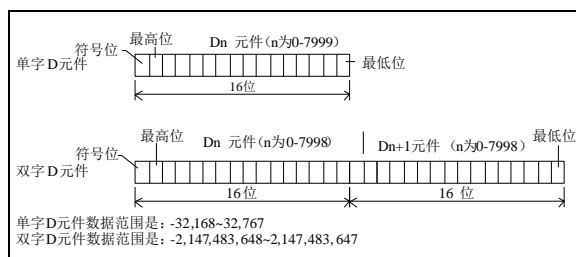 最高位 Dn 元件（n为0-7999）
符号位
单字D元件 最低位
16位
最高位 Dn 元件（n为0-7998） Dn+1元件（n为0-7998） 最低位
符号位
双字D元件
16位 16 位
单字D元件数据范围是：-32,168~32,767
双字D元件数据范围是：-2,147,483,648~2,147,483,647